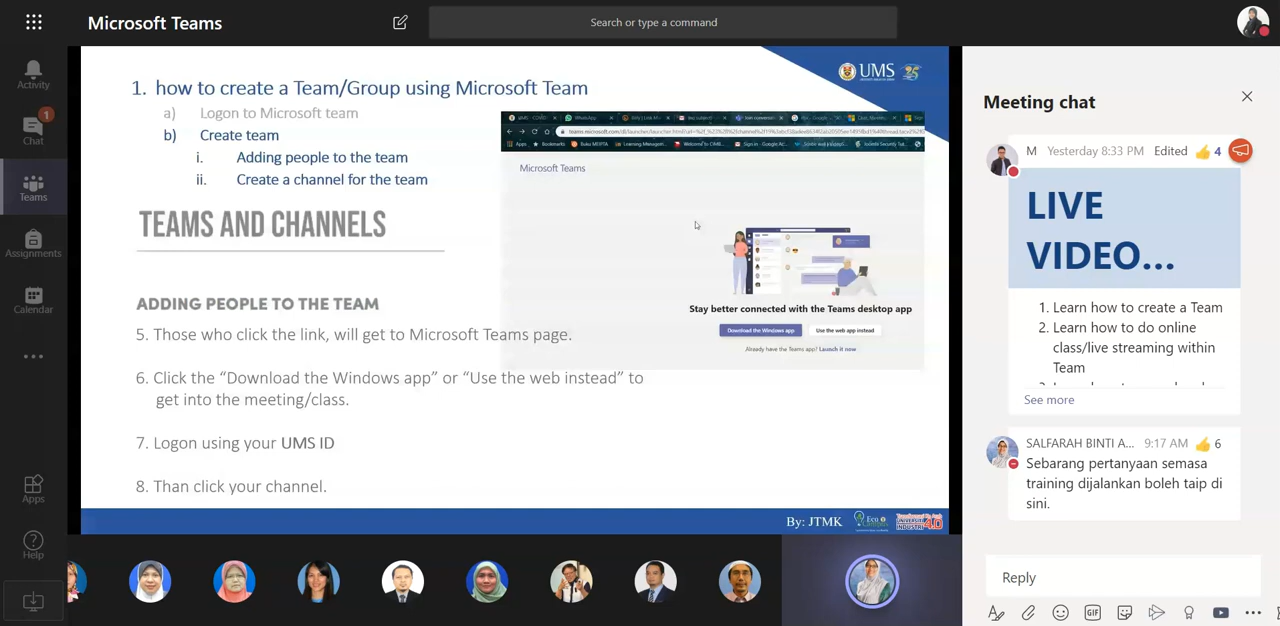 Microsoft Teams
Search or type a command
Activity
Chat
1
Teams
Assignments
Calendar
Apps
Help
1. how to create a Team/Group using Microsoft Team
a) Logon to Microsoft team
b) Create team
i. Adding people to the team
ii. Create a channel for the team
TEAMS AND CHANNELS
ADDING PEOPLE TO THE TEAM
5. Those who click the link, will get to Microsoft Teams page.
6. Click the “Download the Windows app” or “Use the web instead” to
get into the meeting/class.
7. Logon using your UMS ID
8. Than click your channel.
UMS
25
WhatsApp
Apps
Bookmarks
Microsoft Teams
Stay better connected with the Teams desktop app
Download the Windows app
Use the web app instead
Already have the Teams app? Launch it now
By: JTMK
Eco
Meeting chat
M Yesterday 8:33 PM Edited 4
LIVE
VIDEO...
1. Learn how to create a Team
2. Learn how to do online
class/live streaming within
Team
See more
SALFARAH BINTI A... 9:17 AM 6
Sebarang pertanyaan semasa
training dijalankan boleh taip di
sini.
Reply
GIF